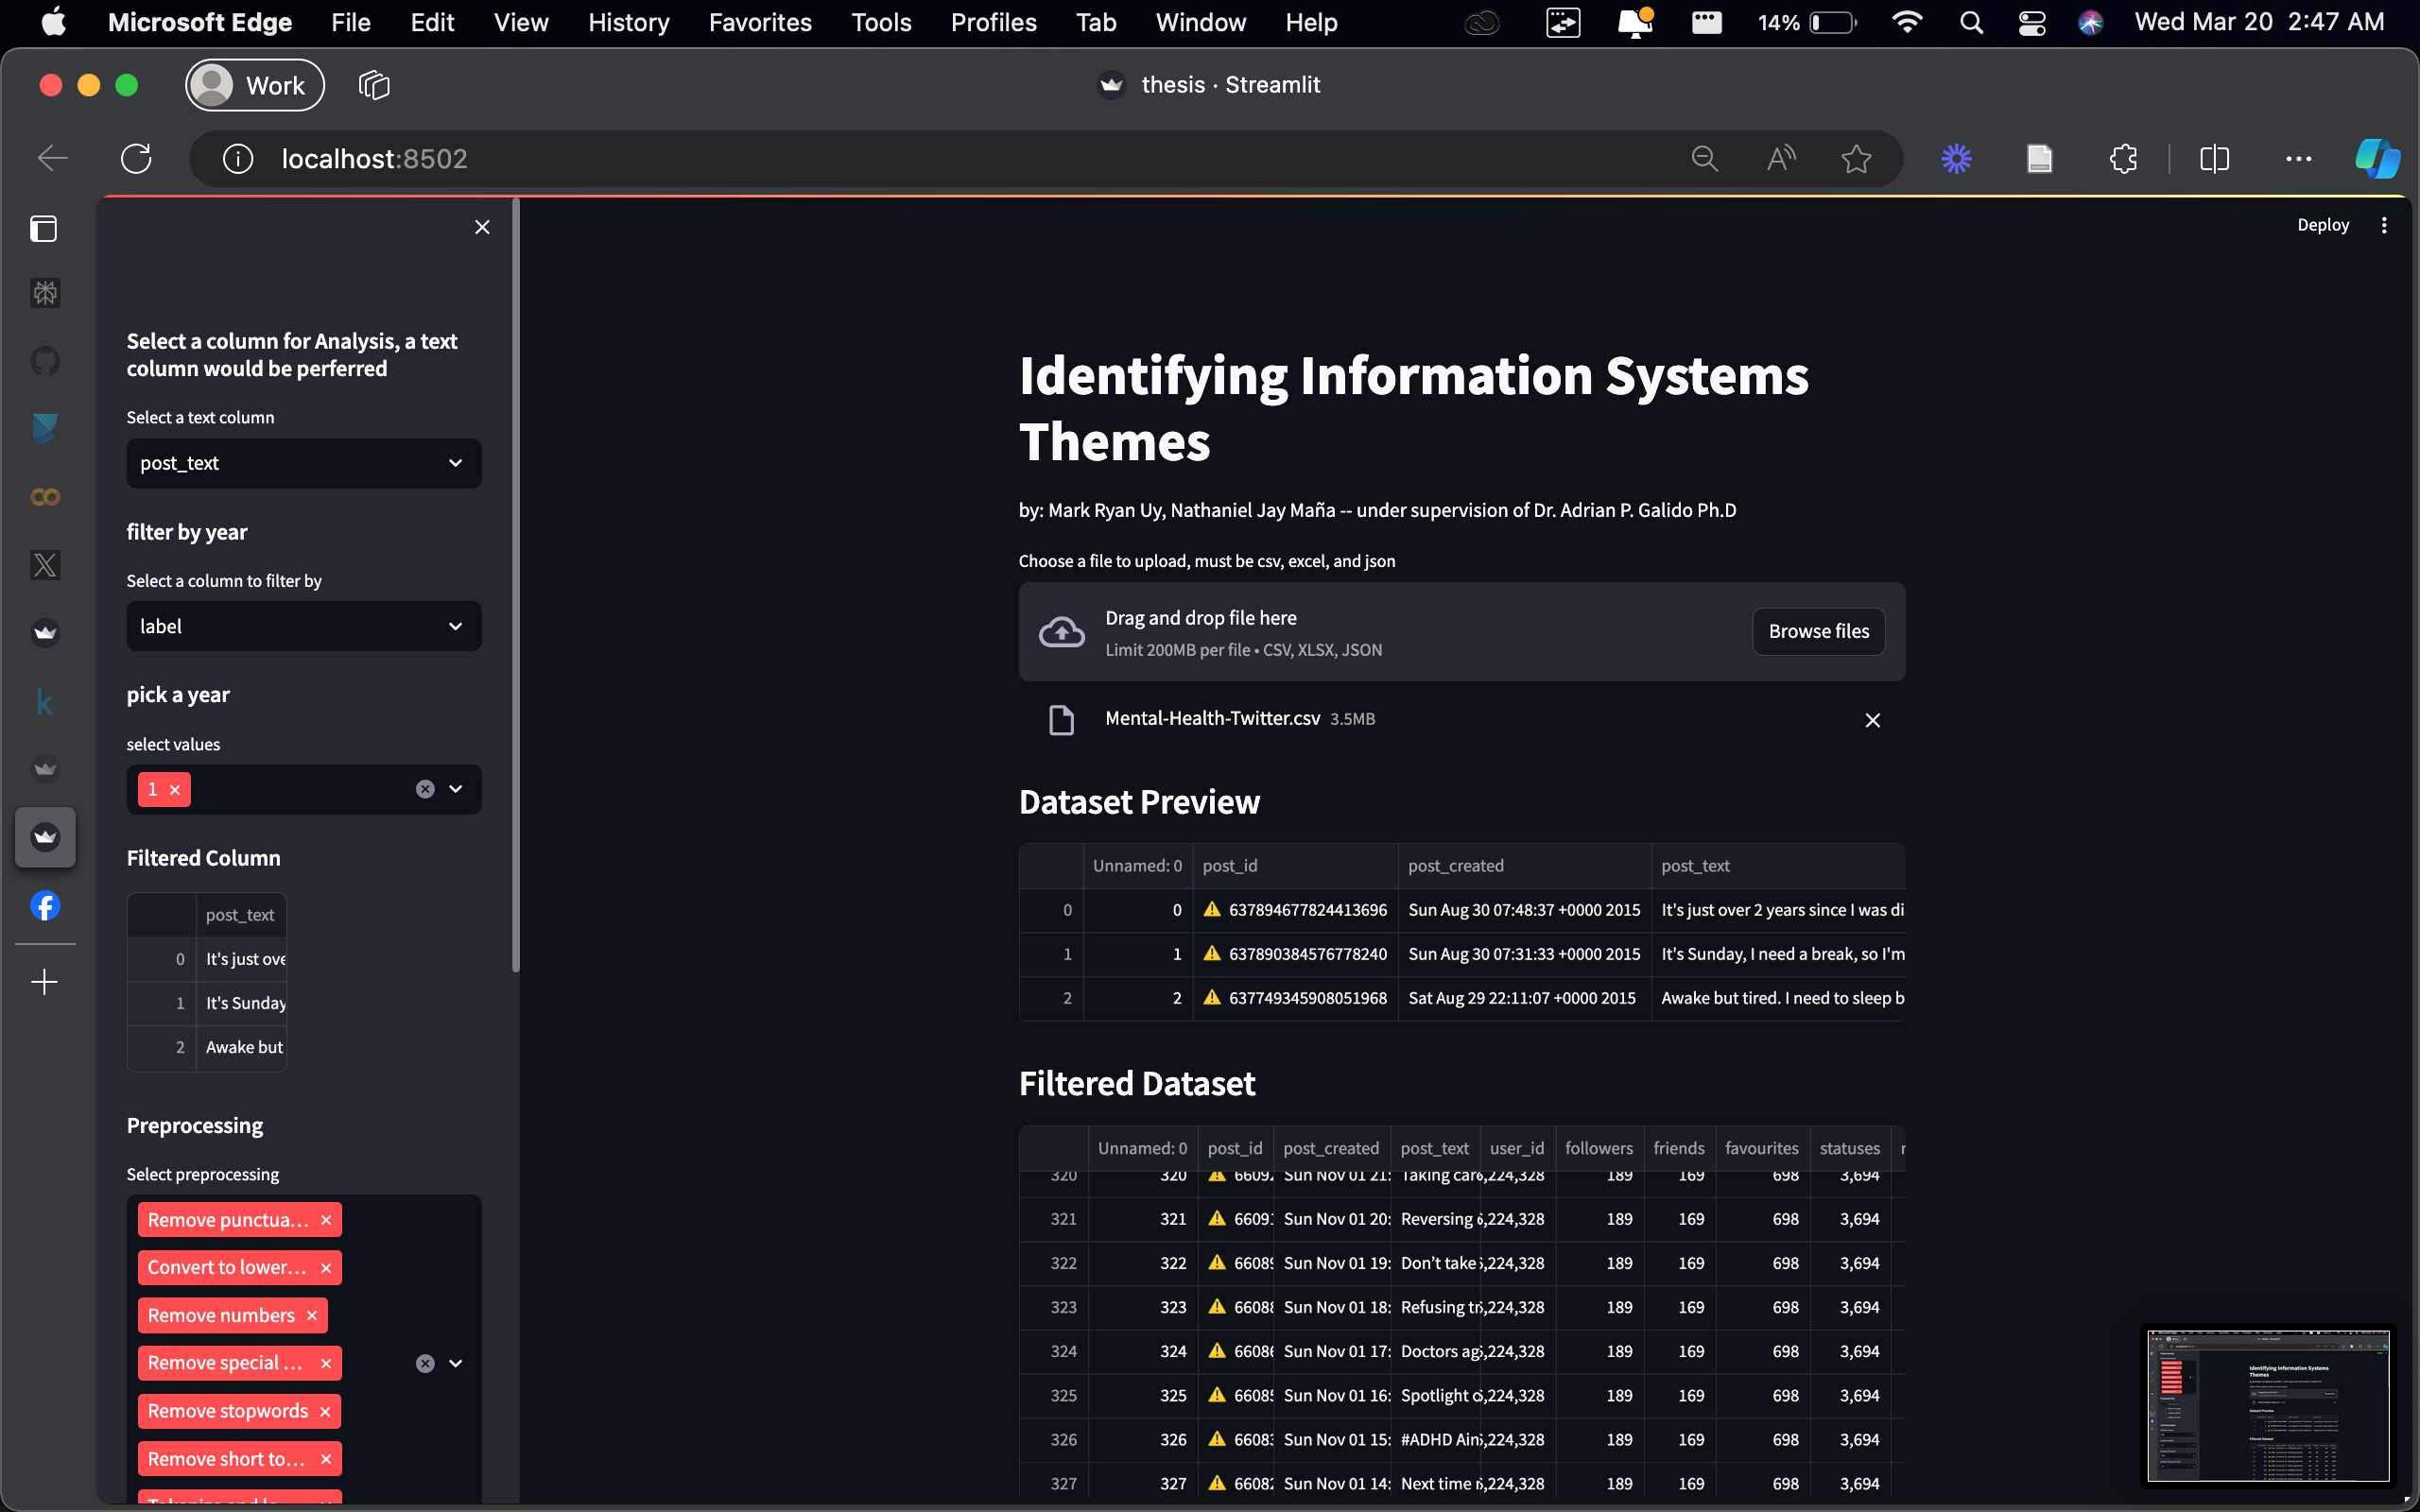 Microsoft Edge File Edit View History Favorites Tools Profiles Tab Window Help 14% Wed Mar 20 2:47 AM
Work
thesis · Streamlit
localhost:8502
Deploy
Select a column for Analysis, a text
column would be perferred
Select a text column
post_text
filter by year
Select a column to filter by
label
pick a year
select values
1
Filtered Column
post_text
0 It's just ove
1 It's Sunday
2 Awake but
Preprocessing
Select preprocessing
Remove punctua...
Convert to lower...
Remove numbers
Remove special ...
Remove stopwords
Remove short to...
Identifying Information Systems
Themes
by: Mark Ryan Uy, Nathaniel Jay Maña -- under supervision of Dr. Adrian P. Galido Ph.D
Choose a file to upload, must be csv, excel, and json
Drag and drop file here
Limit 200MB per file • CSV, XLSX, JSON
Browse files
Mental-Health-Twitter.csv 3.5MB
Dataset Preview
Unnamed: 0 post_id post_created post_text
0 0 637894677824413696 Sun Aug 30 07:48:37 +0000 2015 It's just over 2 years since I was di
1 1 637890384576778240 Sun Aug 30 07:31:33 +0000 2015 It's Sunday, I need a break, so I'm
2 2 637749345908051968 Sat Aug 29 22:11:07 +0000 2015 Awake but tired. I need to sleep b
Filtered Dataset
Unnamed: 0 post_id post_created post_text user_id followers friends favourites statuses
320 320 6609 Sun Nov 01 21: Taking care ,224,328 189 169 698 3,694
321 321 6609 Sun Nov 01 20: Reversing ,224,328 189 169 698 3,694
322 322 6608 Sun Nov 01 19: Don't take ,224,328 189 169 698 3,694
323 323 6608 Sun Nov 01 18: Refusing tr ,224,328 189 169 698 3,694
324 324 6608 Sun Nov 01 17: Doctors ag ,224,328 189 169 698 3,694
325 325 6608 Sun Nov 01 16: Spotlight o ,224,328 189 169 698 3,694
326 326 6608 Sun Nov 01 15: #ADHD Ain ,224,328 189 169 698 3,694
327 327 6608 Sun Nov 01 14: Next time ,224,328 189 169 698 3,694